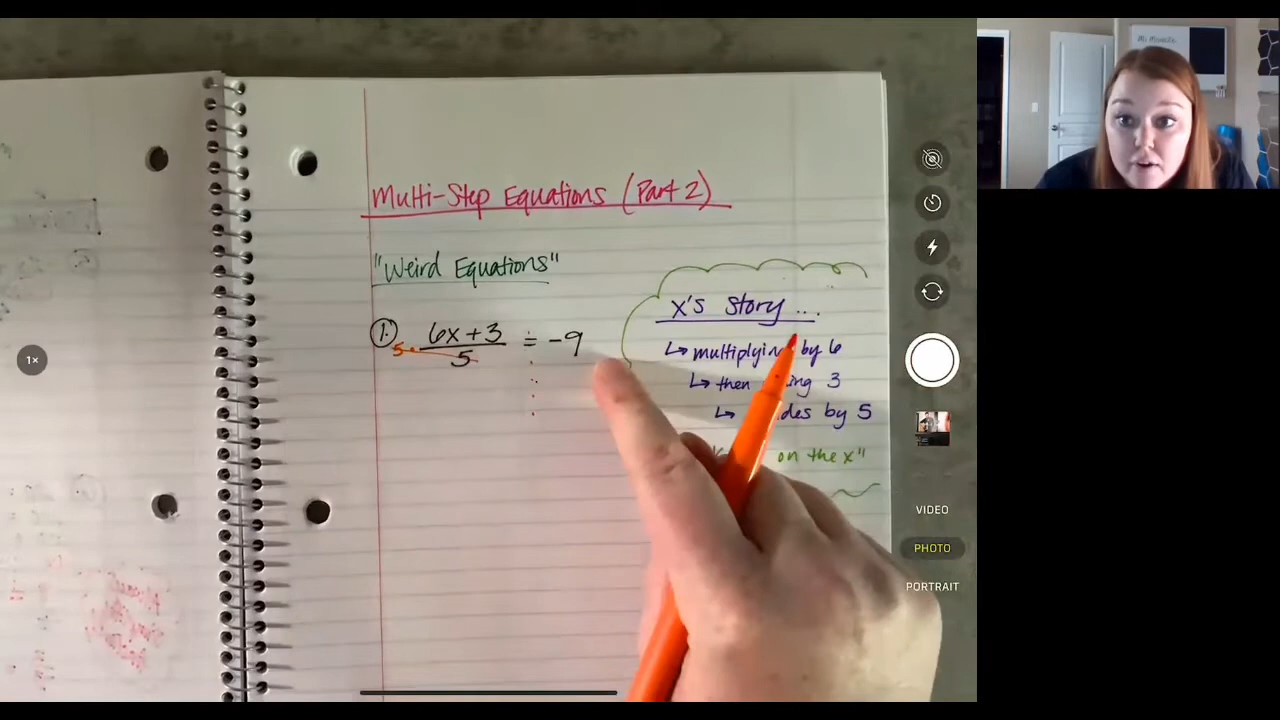 Multi-Step Equations (Part 2)
"Weird Equations"
1. 5· 6x+3 = -9
5
x's Story ...
↳ multiplying by 6
↳ then 3
↳ by 5
on the x"
1×
VIDEO
PHOTO
PORTRAIT